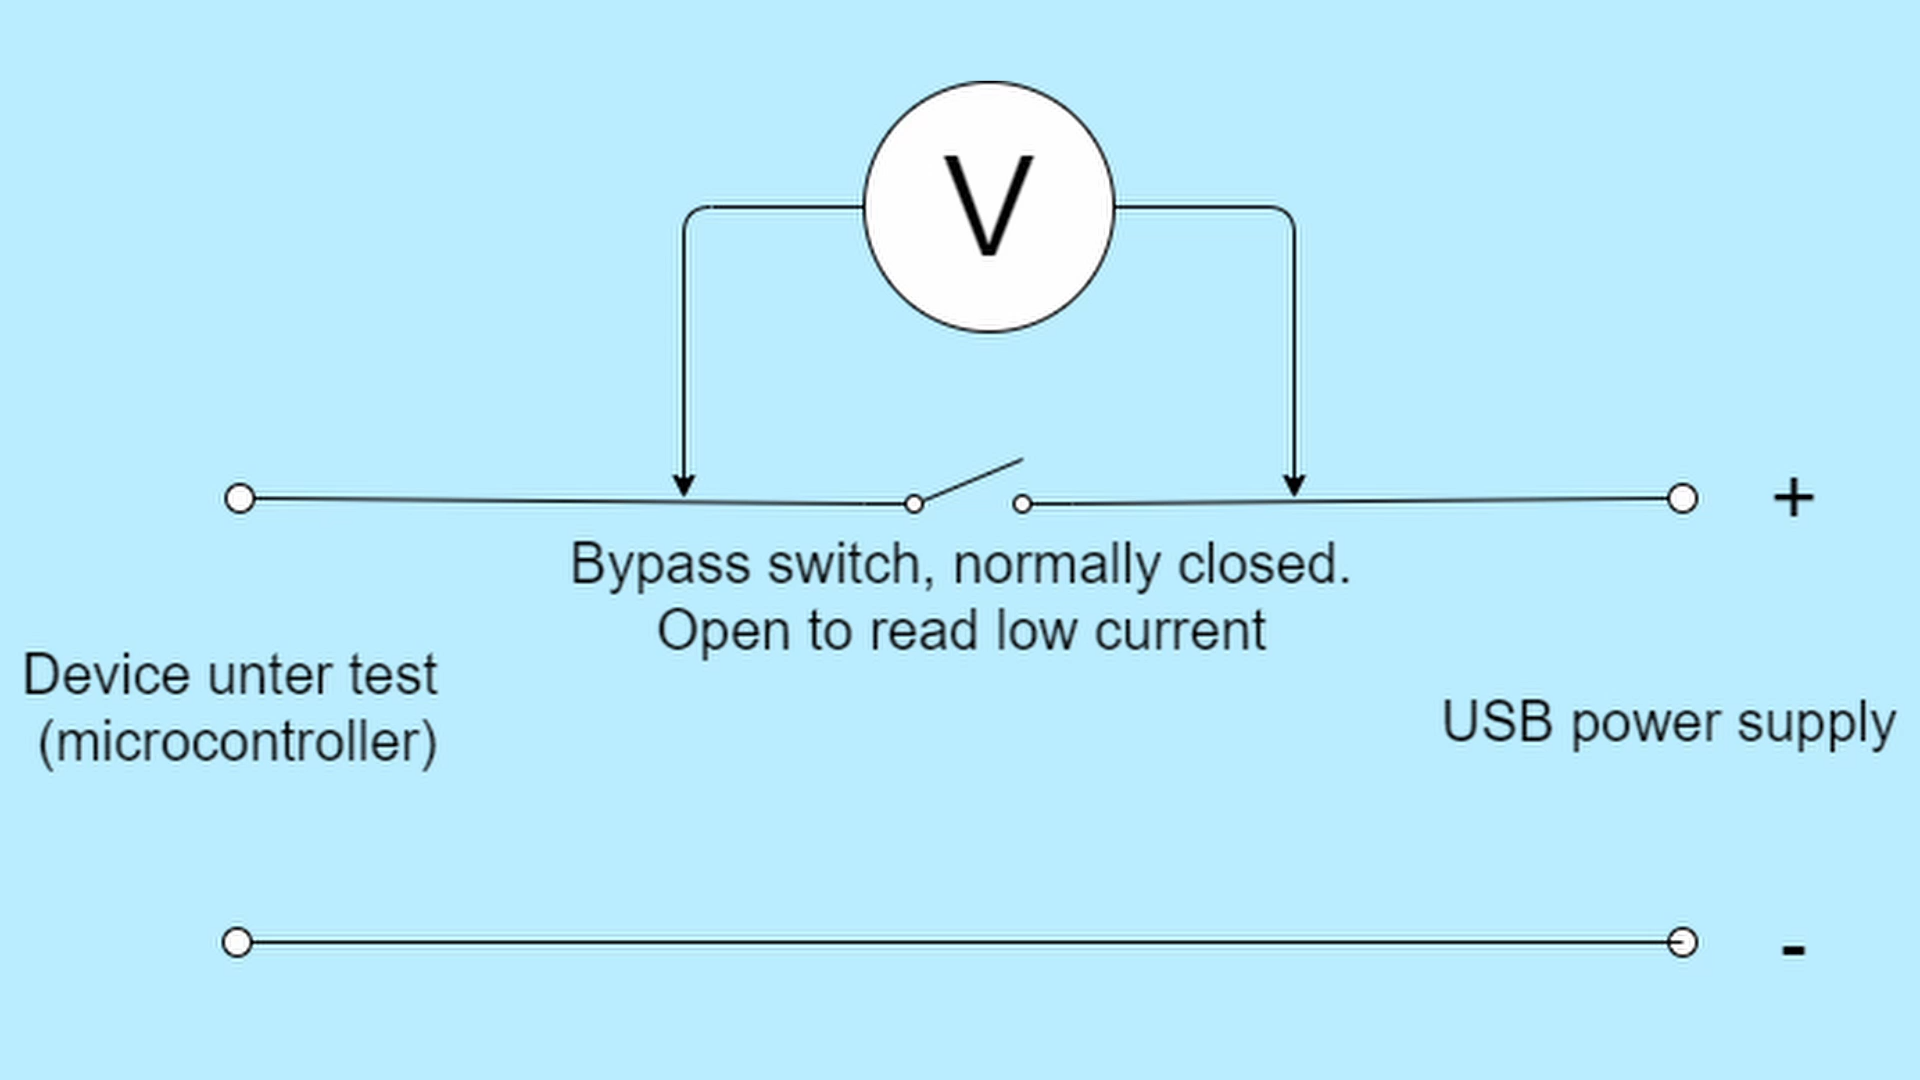 V
+
Bypass switch, normally closed.
Open to read low current
Device unter test
(microcontroller)
USB power supply
-